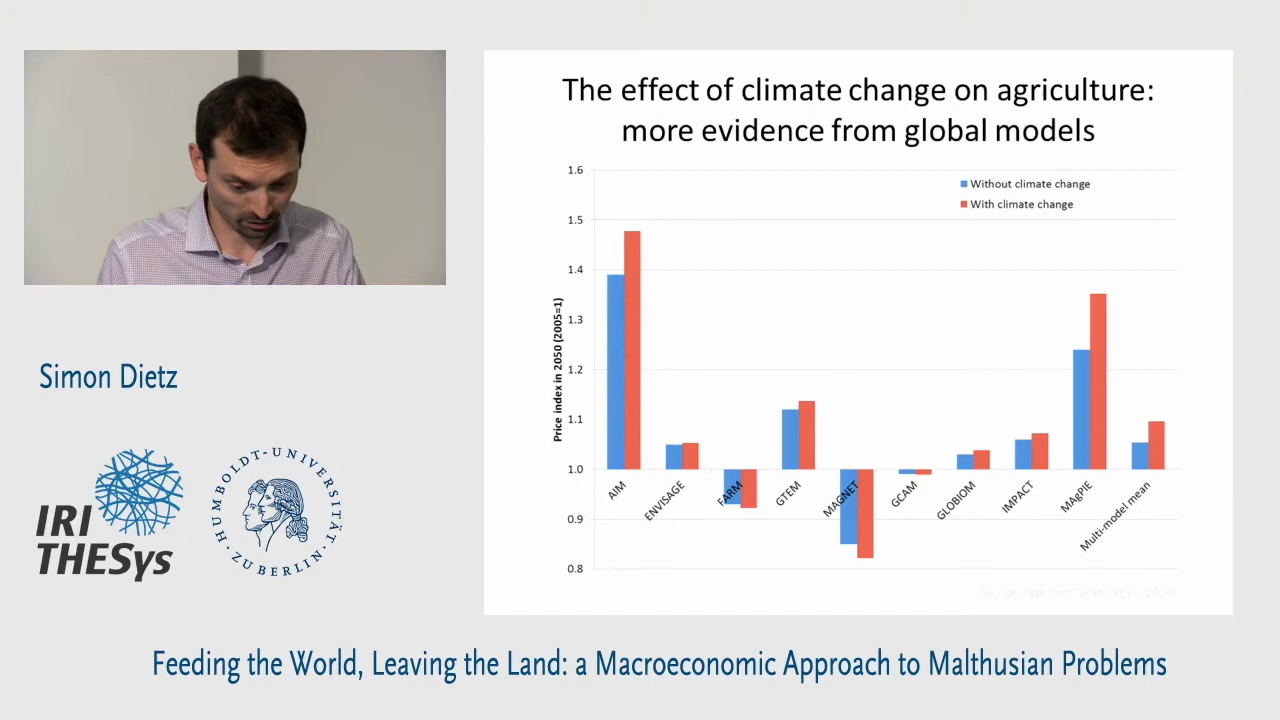 The effect of climate change on agriculture:
more evidence from global models
1.6
1.5
1.4
1.3
1.2
1.1
1.0
0.9
0.8
Price index in 2050 (2005=1)
Without climate change
With climate change
AIM
ENVISAGE
FARM
GTEM
MAGNET
GCAM
GLOBIOM
IMPACT
MAgPIE
Multi-model mean
Simon Dietz
IRI
THESys
HUMBOLDT-UNIVERSITÄT
ZU BERLIN
Feeding the World, Leaving the Land: a Macroeconomic Approach to Malthusian Problems